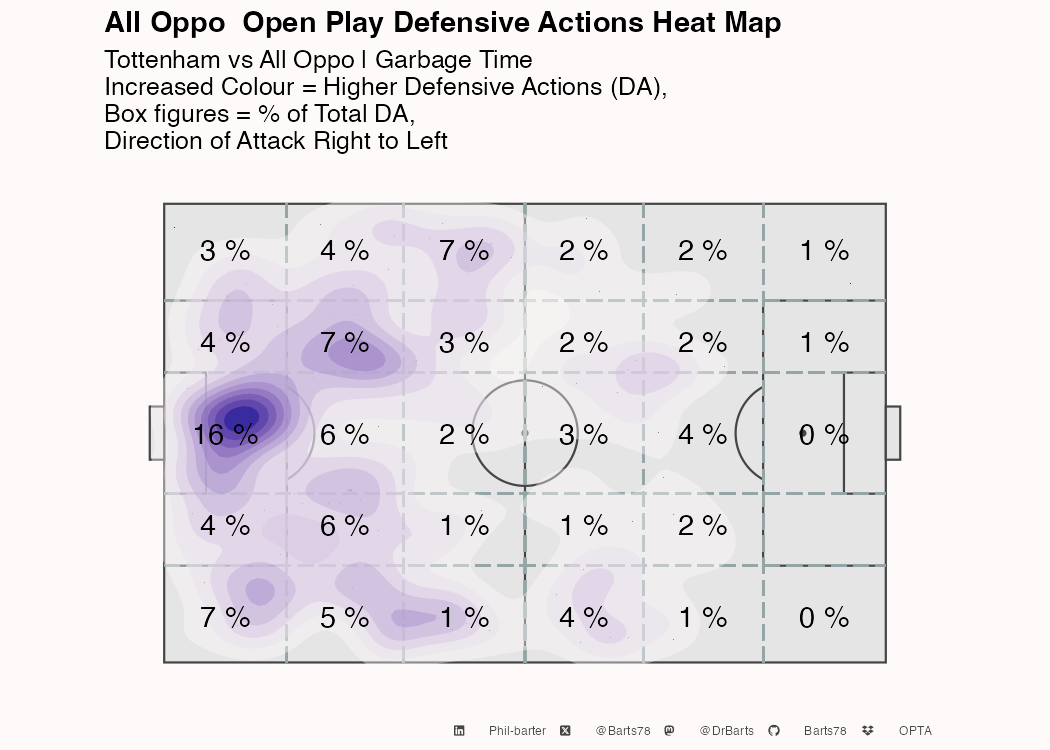 All Oppo  Open Play Defensive Actions Heat Map
Tottenham vs All Oppo | Garbage Time
Increased Colour = Higher Defensive Actions (DA),
Box figures = % of Total DA,
Direction of Attack Right to Left
3 % 4 % 7 % 2 % 2 % 1 %
4 % 7 % 3 % 2 % 2 % 1 %
16 % 6 % 2 % 3 % 4 % 0 %
4 % 6 % 1 % 1 % 2 %
7 % 5 % 1 % 4 % 1 % 0 %
Phil-barter @Barts78 @DrBarts Barts78 OPTA